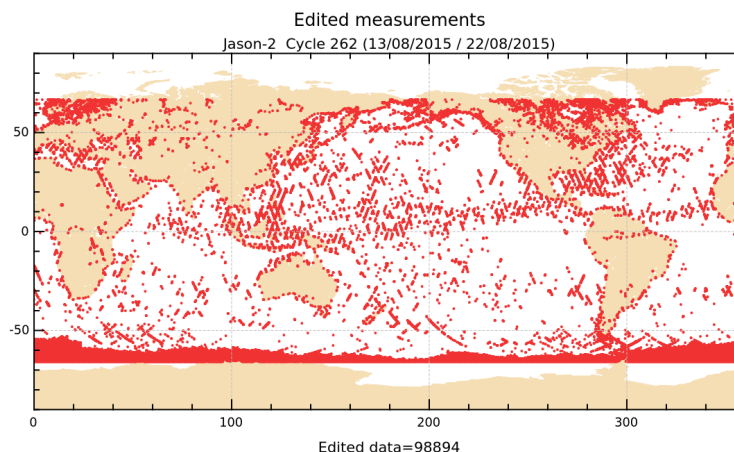 Edited measurements
Jason-2 Cycle 262 (13/08/2015 / 22/08/2015)
50
0
-50
0 100 200 300
Edited data=98894